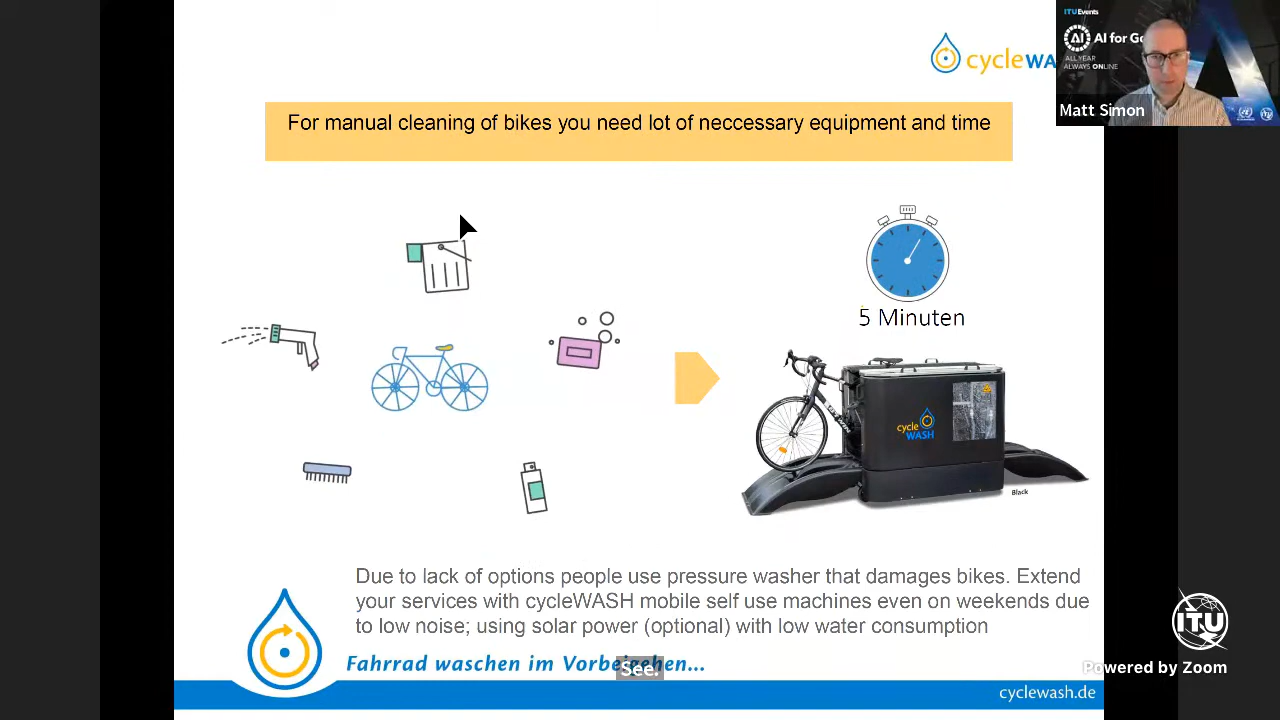 ITUEvents
AI for Go
ALL YEAR
ALWAYS ONLINE
Matt Simon
cycleWA
For manual cleaning of bikes you need lot of neccessary equipment and time
5 Minuten
cycle
WASH
Black
Due to lack of options people use pressure washer that damages bikes. Extend
your services with cycleWASH mobile self use machines even on weekends due
to low noise; using solar power (optional) with low water consumption
Fahrrad waschen im Vorbeigehen...
See.
ITU
Powered by Zoom
cyclewash.de